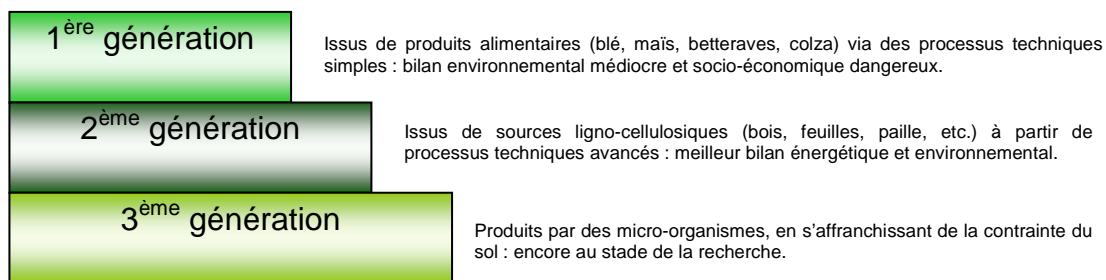 1ère génération
Issus de produits alimentaires (blé, maïs, betteraves, colza) via des processus techniques
simples : bilan environnemental médiocre et socio-économique dangereux.
2ème génération
Issus de sources ligno-cellulosiques (bois, feuilles, paille, etc.) à partir de
processus techniques avancés : meilleur bilan énergétique et environnemental.
3ème génération
Produits par des micro-organismes, en s'affranchissant de la contrainte du
sol : encore au stade de la recherche.